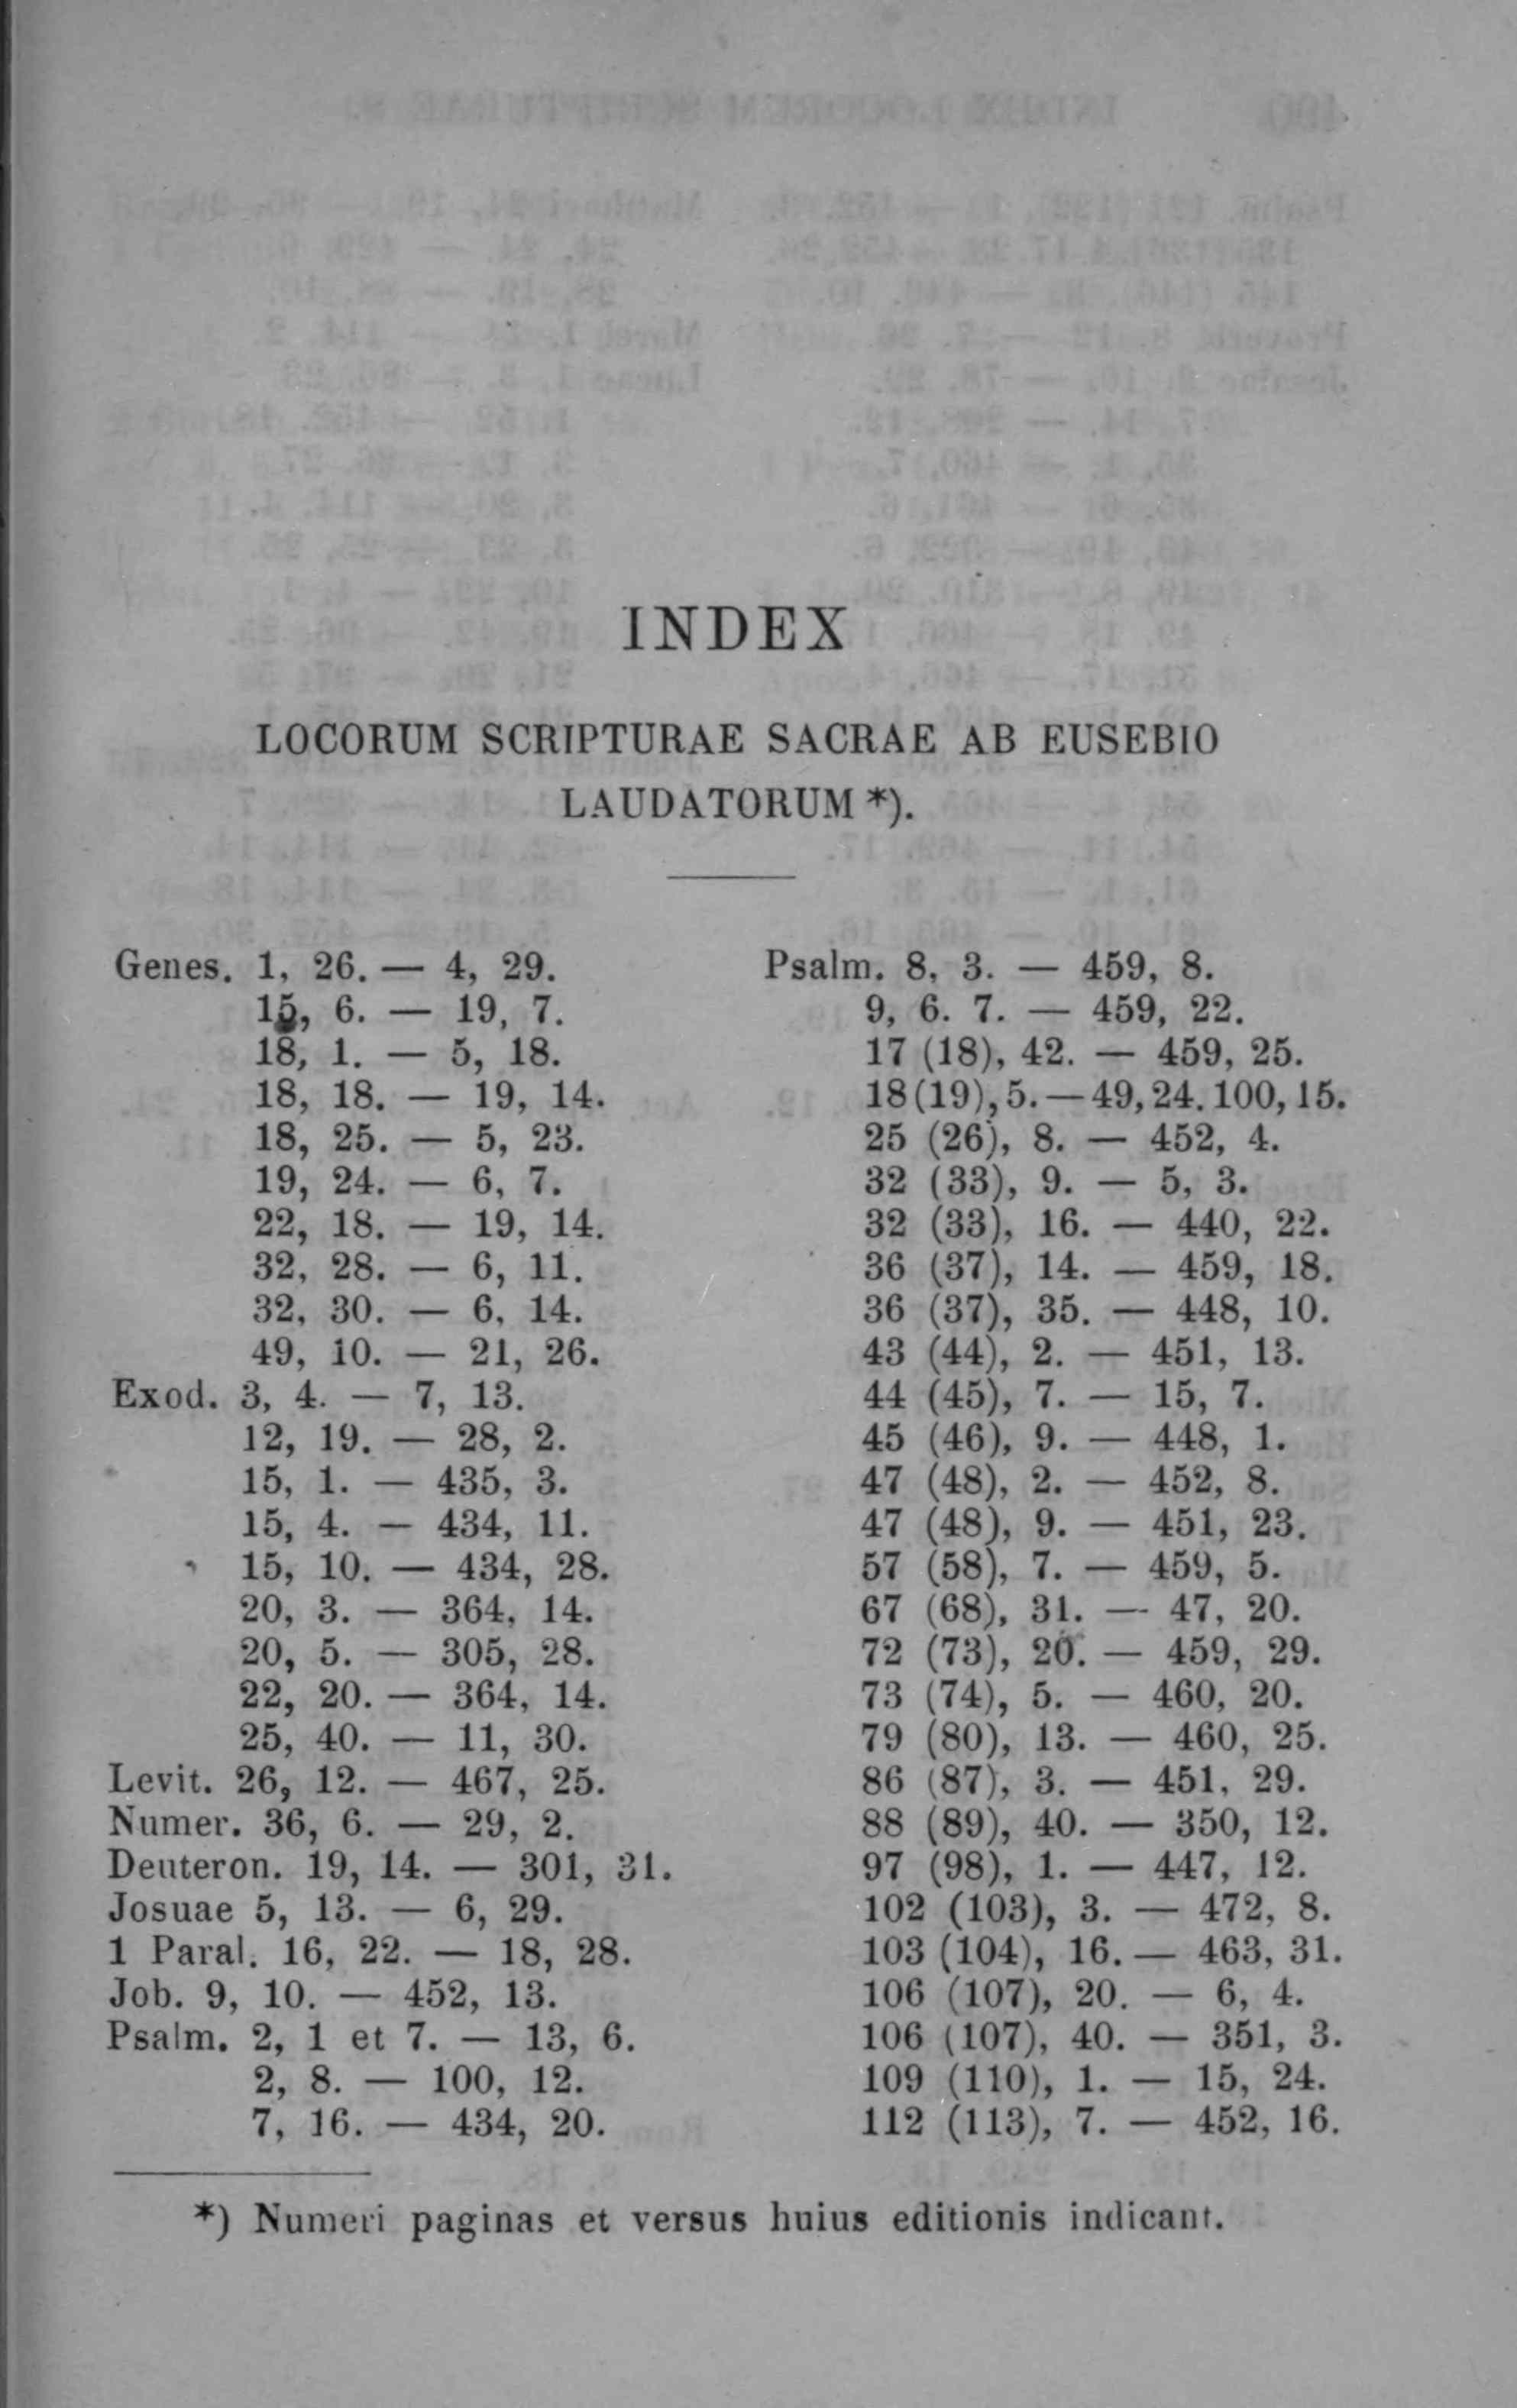 INDEX
LOCORUM SCRIPTURAE SACRAE AB EUSEBIO
LAUDATORUM *).
Genes. 1, 26. — 4, 29.
15, 6. — 19, 7.
18, 1. — 5, 18.
18, 18. — 19, 14.
18, 25. — 5, 23.
19, 24. — 6, 7.
22, 18. — 19, 14.
32, 28. — 6, 11.
32, 30. — 6, 14.
49, 10. — 21, 26.
Exod. 3, 4. — 7, 13.
12, 19. — 28, 2.
15, 1. — 435, 3.
15, 4. — 434, 11.
15, 10. — 434, 28.
20, 3. — 364, 14.
20, 5. — 305, 28.
22, 20. — 364, 14.
25, 40. — 11, 30.
Levit. 26, 12. — 467, 25.
Numer. 36, 6. — 29, 2.
Deuteron. 19, 14. — 301, 31.
Josuae 5, 13. — 6, 29.
1 Paral. 16, 22. — 18, 28.
Job. 9, 10. — 452, 13.
Psalm. 2, 1 et 7. — 13, 6.
2, 8. — 100, 12.
7, 16. — 434, 20.
Psalm. 8, 3. — 459, 8.
9, 6. 7. — 459, 22.
17 (18), 42. — 459, 25.
18 (19), 5. — 49, 24. 100, 15.
25 (26), 8. — 452, 4.
32 (33), 9. — 5, 3.
32 (33), 16. — 440, 22.
36 (37), 14. — 459, 18.
36 (37), 35. — 448, 10.
43 (44), 2. — 451, 13.
44 (45), 7. — 15, 7.
45 (46), 9. — 448, 1.
47 (48), 2. — 452, 8.
47 (48), 9. — 451, 23.
57 (58), 7. — 459, 5.
67 (68), 31. — 47, 20.
72 (73), 20. — 459, 29.
73 (74), 5. — 460, 20.
79 (80), 13. — 460, 25.
86 (87), 3. — 451, 29.
88 (89), 40. — 350, 12.
97 (98), 1. — 447, 12.
102 (103), 3. — 472, 8.
103 (104), 16. — 463, 31.
106 (107), 20. — 6, 4.
106 (107), 40. — 351, 3.
109 (110), 1. — 15, 24.
112 (113), 7. — 452, 16.
*) Numeri paginas et versus huius editionis indicant.